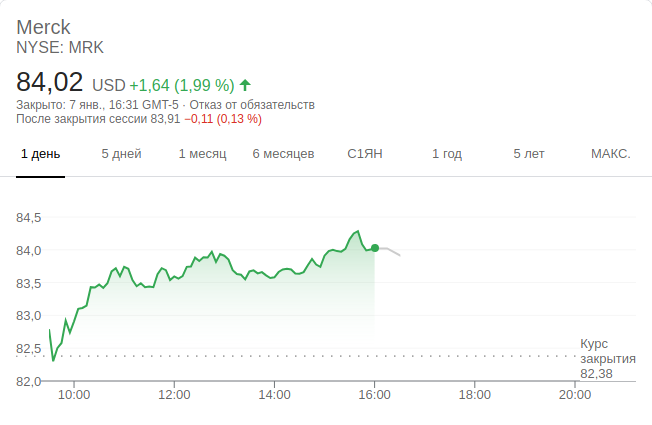 Merck
NYSE: MRK
84,02 USD +1,64 (1,99 %)
Закрыто: 7 янв., 16:31 GMT-5 · Отказ от обязательств
После закрытия сессии 83,91 −0,11 (0,13 %)
1 день 5 дней 1 месяц 6 месяцев С1ЯН 1 год 5 лет МАКС.
84,5
84,0
83,5
83,0
82,5
82,0
Курс
закрытия
82,38
10:00 12:00 14:00 16:00 18:00 20:00